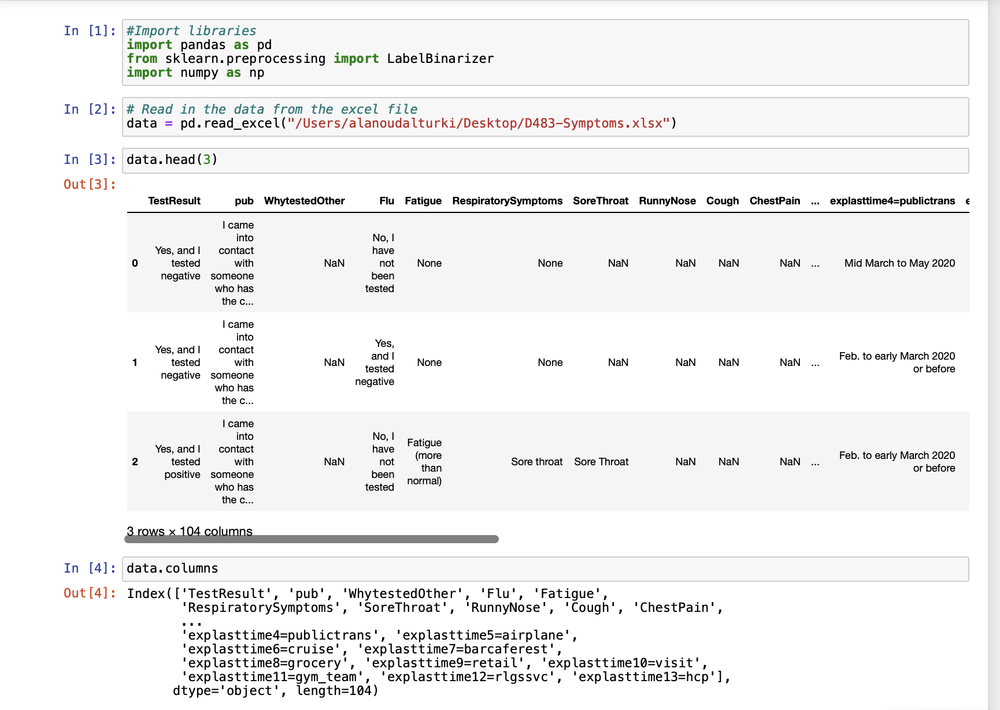 In [1]: #Import libraries
import pandas as pd
from sklearn.preprocessing import LabelBinarizer
import numpy as np
In [2]: # Read in the data from the excel file
data = pd.read_excel("/Users/alanoudalturki/Desktop/D483-Symptoms.xlsx")
In [3]: data.head(3)
Out[3]:
TestResult pub WhytestedOther Flu Fatigue RespiratorySymptoms SoreThroat RunnyNose Cough ChestPain ... explasttime4=publictrans e
I came
into No, I
Yes, and I contact have
0 tested with NaN not None None NaN NaN NaN NaN ... Mid March to May 2020
negative someone been
who has tested
the c...
I came
into Yes,
Yes, and I contact and I Feb. to early March 2020
1 tested with NaN tested None None NaN NaN NaN NaN ... or before
negative someone negative
who has
the c...
I came
into No, I Fatigue
Yes, and I contact have (more Feb. to early March 2020
2 tested with NaN not than Sore throat Sore Throat NaN NaN NaN ... or before
positive someone been normal)
who has tested
the c...
3 rows × 104 columns
In [4]: data.columns
Out[4]: Index(['TestResult', 'pub', 'WhytestedOther', 'Flu', 'Fatigue',
'RespiratorySymptoms', 'SoreThroat', 'RunnyNose', 'Cough', 'ChestPain',
...
'explasttime4=publictrans', 'explasttime5=airplane',
'explasttime6=cruise', 'explasttime7=barcaferest',
'explasttime8=grocery', 'explasttime9=retail', 'explasttime10=visit',
'explasttime11=gym_team', 'explasttime12=rlgssvc', 'explasttime13=hcp'],
dtype='object', length=104)